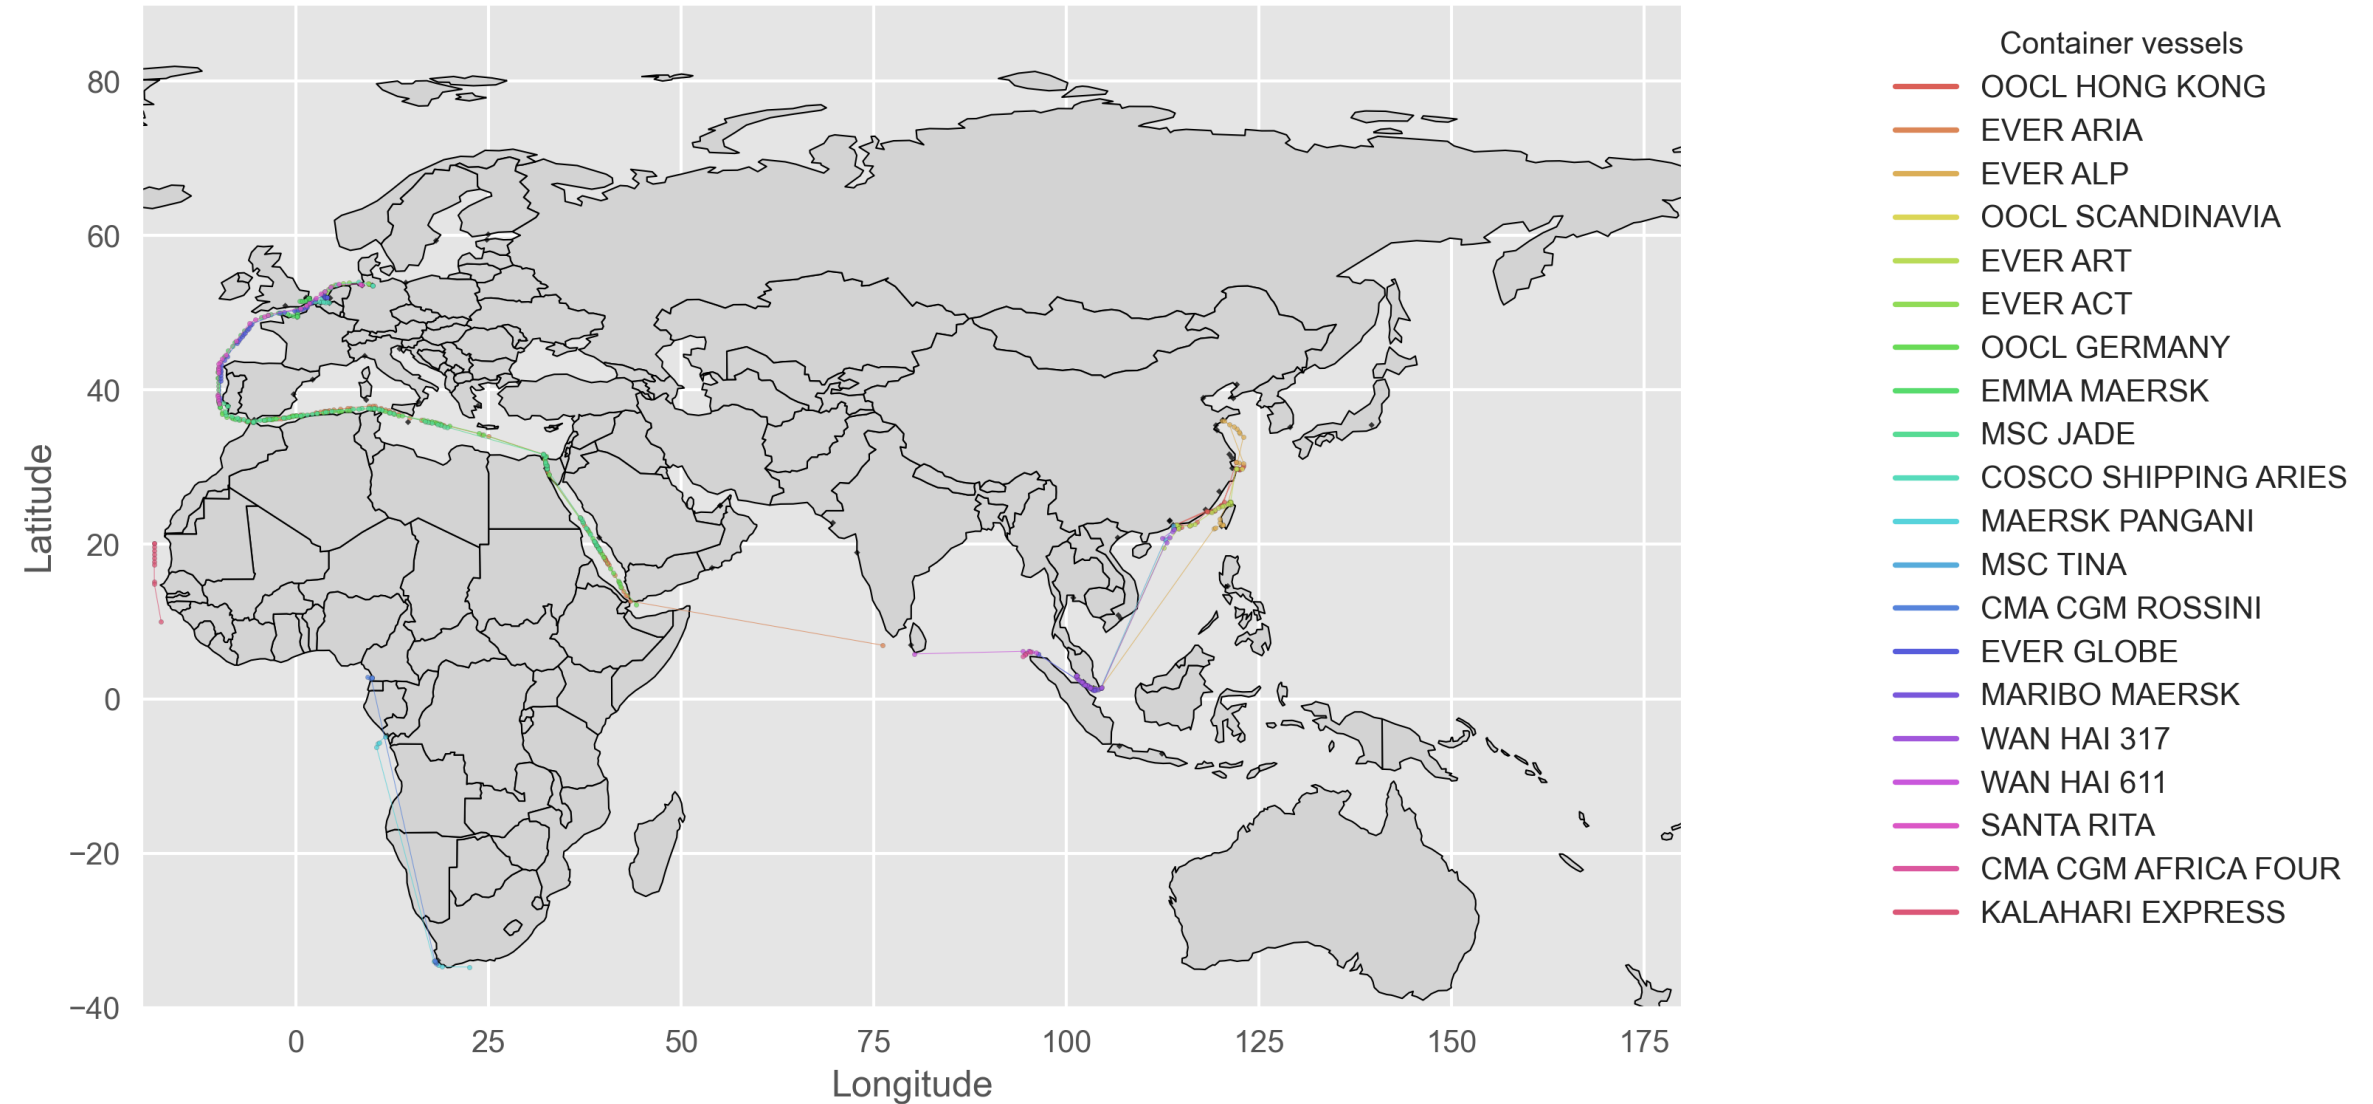 Container vessels
OOCL HONG KONG
EVER ARIA
EVER ALP
OOCL SCANDINAVIA
EVER ART
EVER ACT
OOCL GERMANY
EMMA MAERSK
MSC JADE
COSCO SHIPPING ARIES
MAERSK PANGANI
MSC TINA
CMA CGM ROSSINI
EVER GLOBE
MARIBO MAERSK
WAN HAI 317
WAN HAI 611
SANTA RITA
CMA CGM AFRICA FOUR
KALAHARI EXPRESS
Latitude
80
60
40
20
0
−20
−40
0 25 50 75 100 125 150 175
Longitude